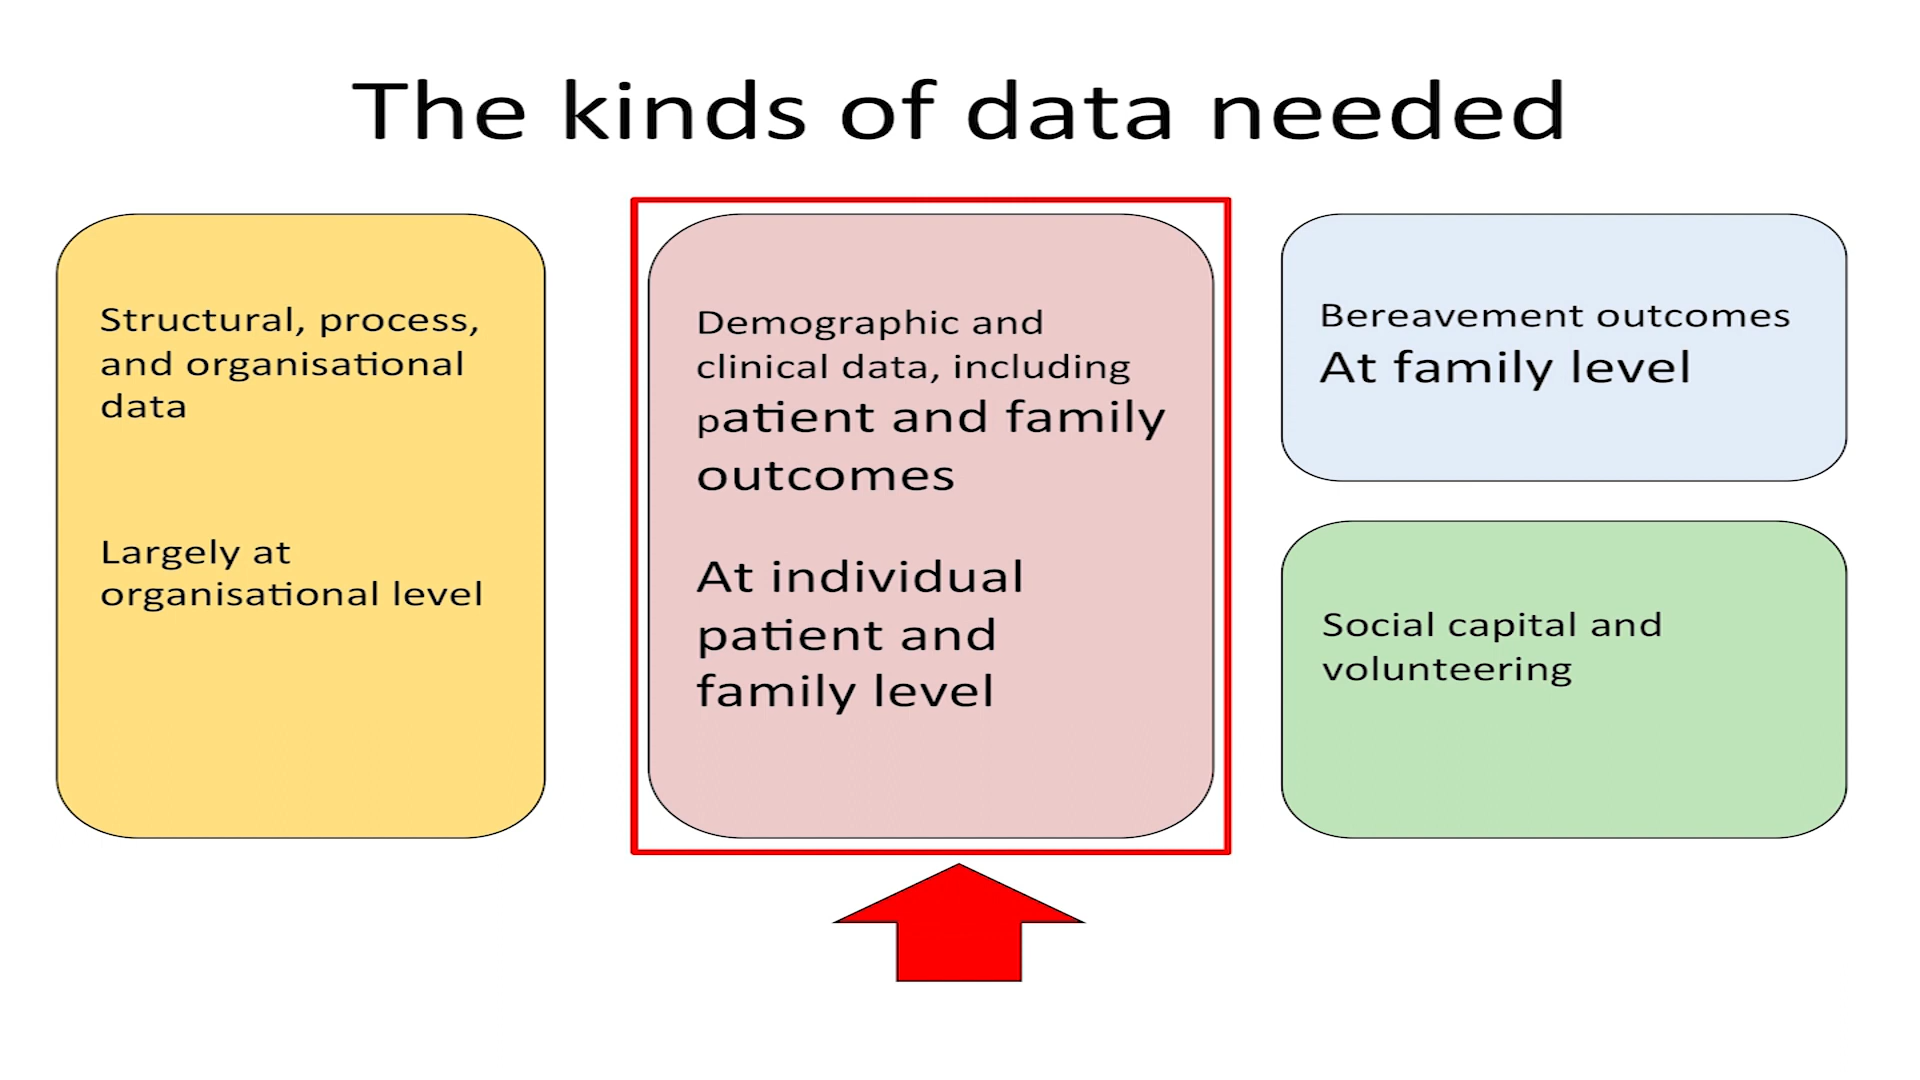 The kinds of data needed
Structural, process,
and organisational
data
Largely at
organisational level
Demographic and
clinical data, including
patient and family
outcomes
At individual
patient and
family level
Bereavement outcomes
At family level
Social capital and
volunteering